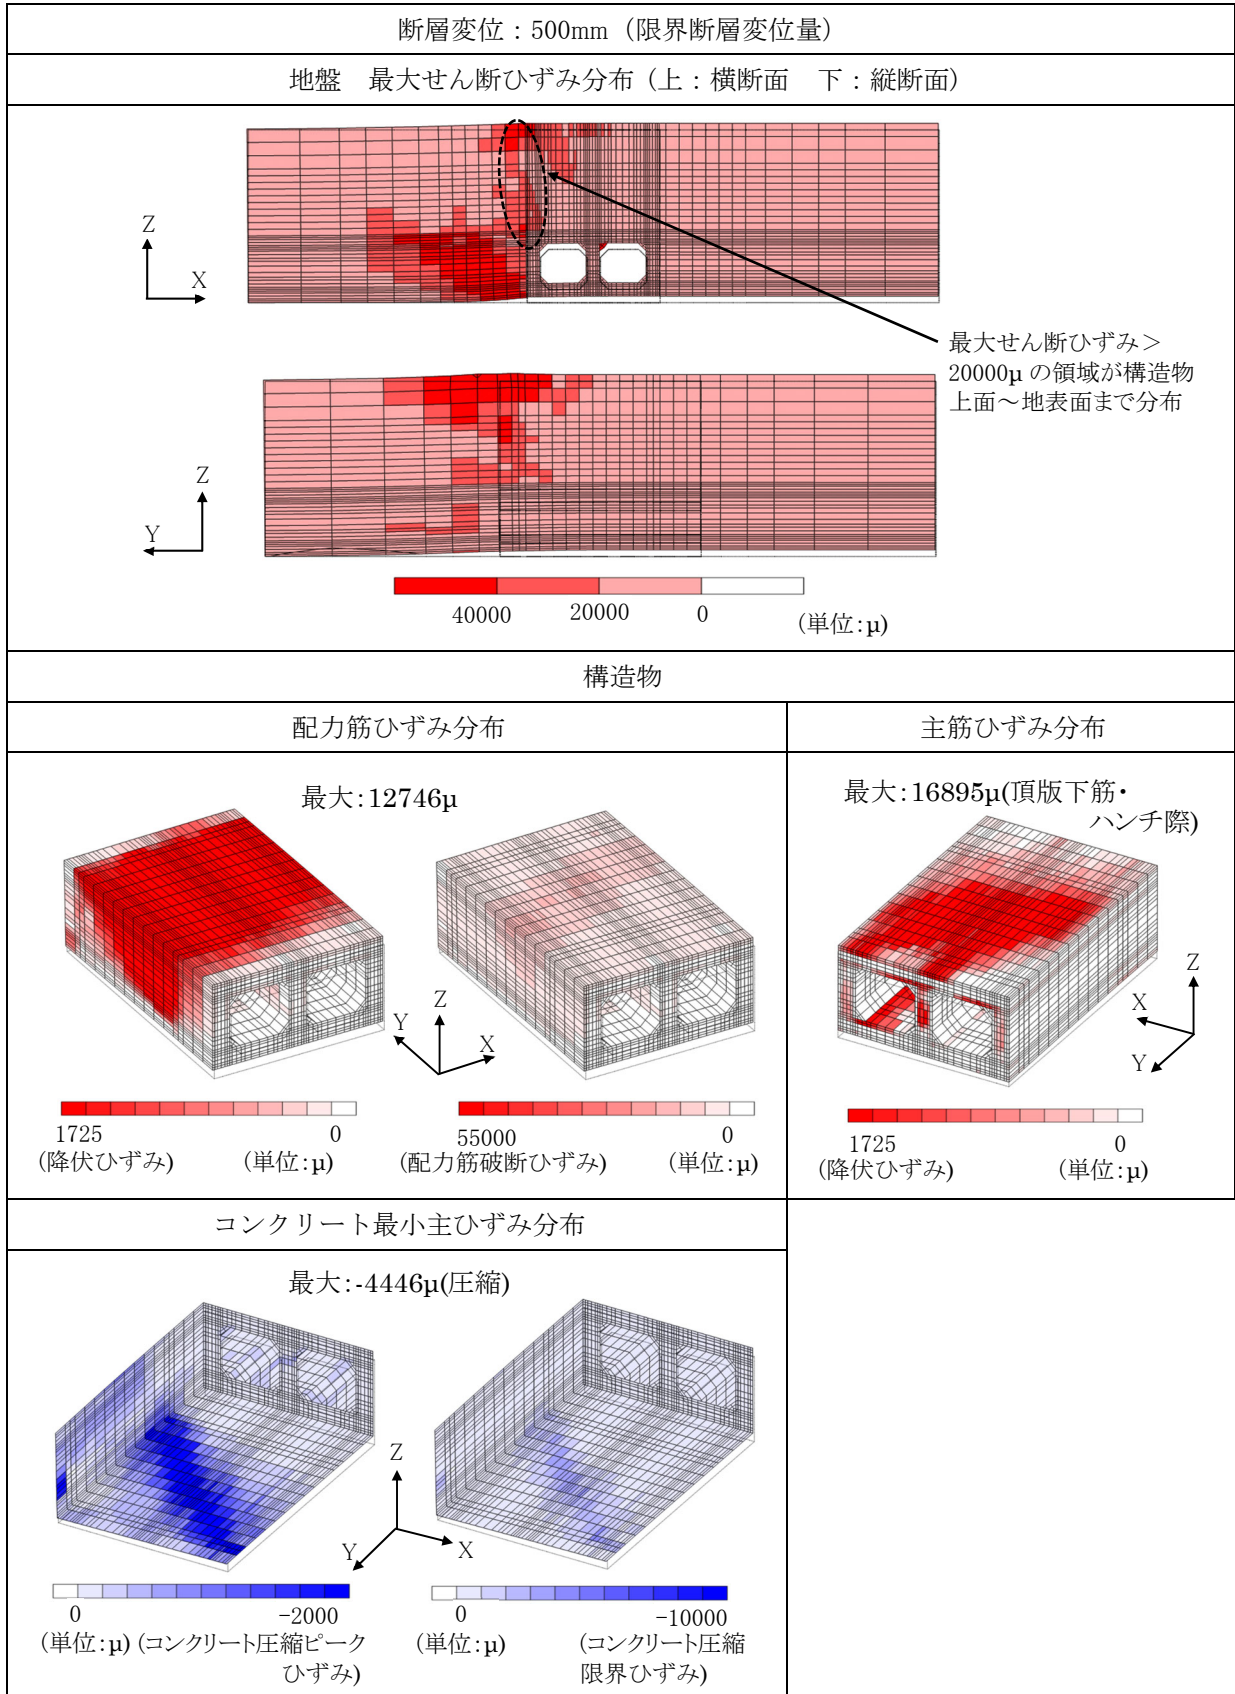 断層変位：500mm（限界断層変位量）
地盤　最大せん断ひずみ分布（上：横断面　下：縦断面）
Z
X
最大せん断ひずみ＞
20000μ の領域が構造物
上面～地表面まで分布
Z
Y
40000 20000 0
(単位:μ)
構造物
配力筋ひずみ分布
主筋ひずみ分布
最大:12746μ
最大:16895μ(頂版下筋・
ハンチ際)
Z
Y
X
Z
X
Y
1725 0
(降伏ひずみ) (単位:μ)
55000 0
(配力筋破断ひずみ) (単位:μ)
1725 0
(降伏ひずみ) (単位:μ)
コンクリート最小主ひずみ分布
最大:-4446μ(圧縮)
Z
Y
X
0 -2000
(単位:μ) (コンクリート圧縮ピーク
ひずみ)
0 -10000
(単位:μ) (コンクリート圧縮
限界ひずみ)